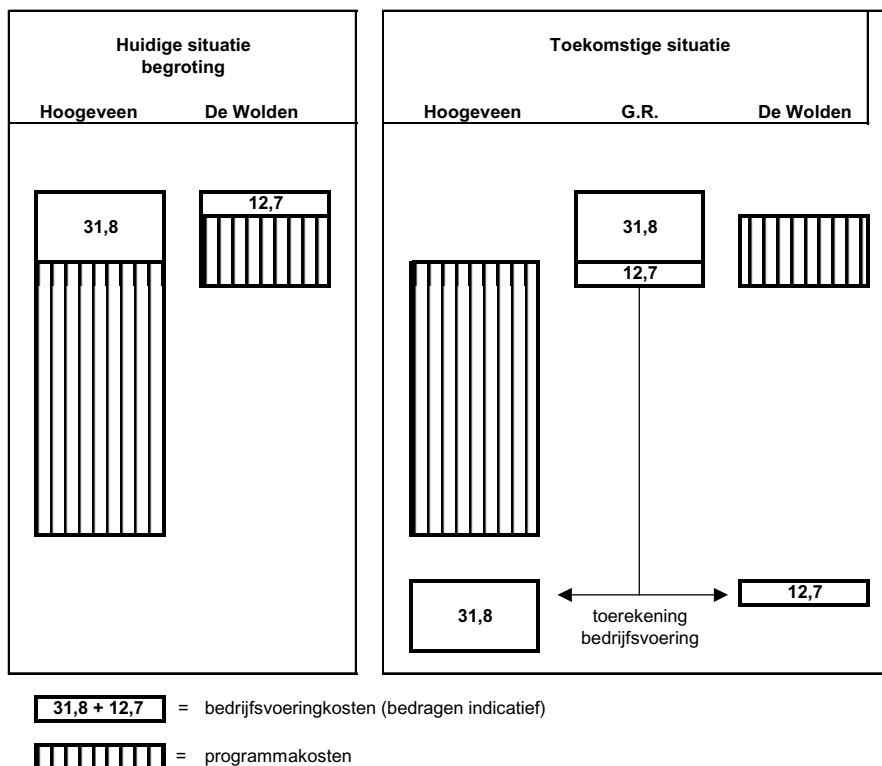 Huidige situatie
begroting
Hoogeveen De Wolden
31,8
12,7
Toekomstige situatie
Hoogeveen G.R. De Wolden
31,8
12,7
31,8
toerekening
bedrijfsvoering
12,7
31,8 + 12,7 = bedrijfsvoeringkosten (bedragen indicatief)
= programmakosten